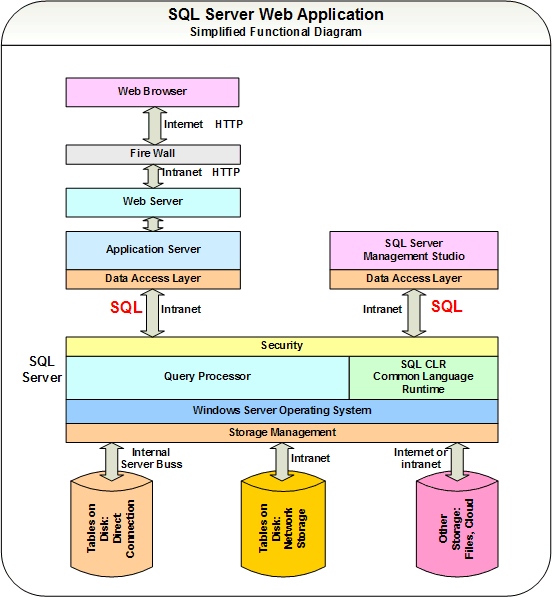 SQL Server Web Application
Simplified Functional Diagram
Web Browser
Internet HTTP
Fire Wall
Intranet HTTP
Web Server
Application Server
Data Access Layer
SQL Server
Management Studio
Data Access Layer
SQL Intranet
Intranet SQL
SQL
Server
Security
Query Processor
SQL CLR
Common Language
Runtime
Windows Server Operating System
Storage Management
Internal
Server Buss
Intranet
Internet or
intranet
Tables on
Disk:
Direct
Connection
Tables on
Disk:
Network
Storage
Other
Storage:
Files, Cloud